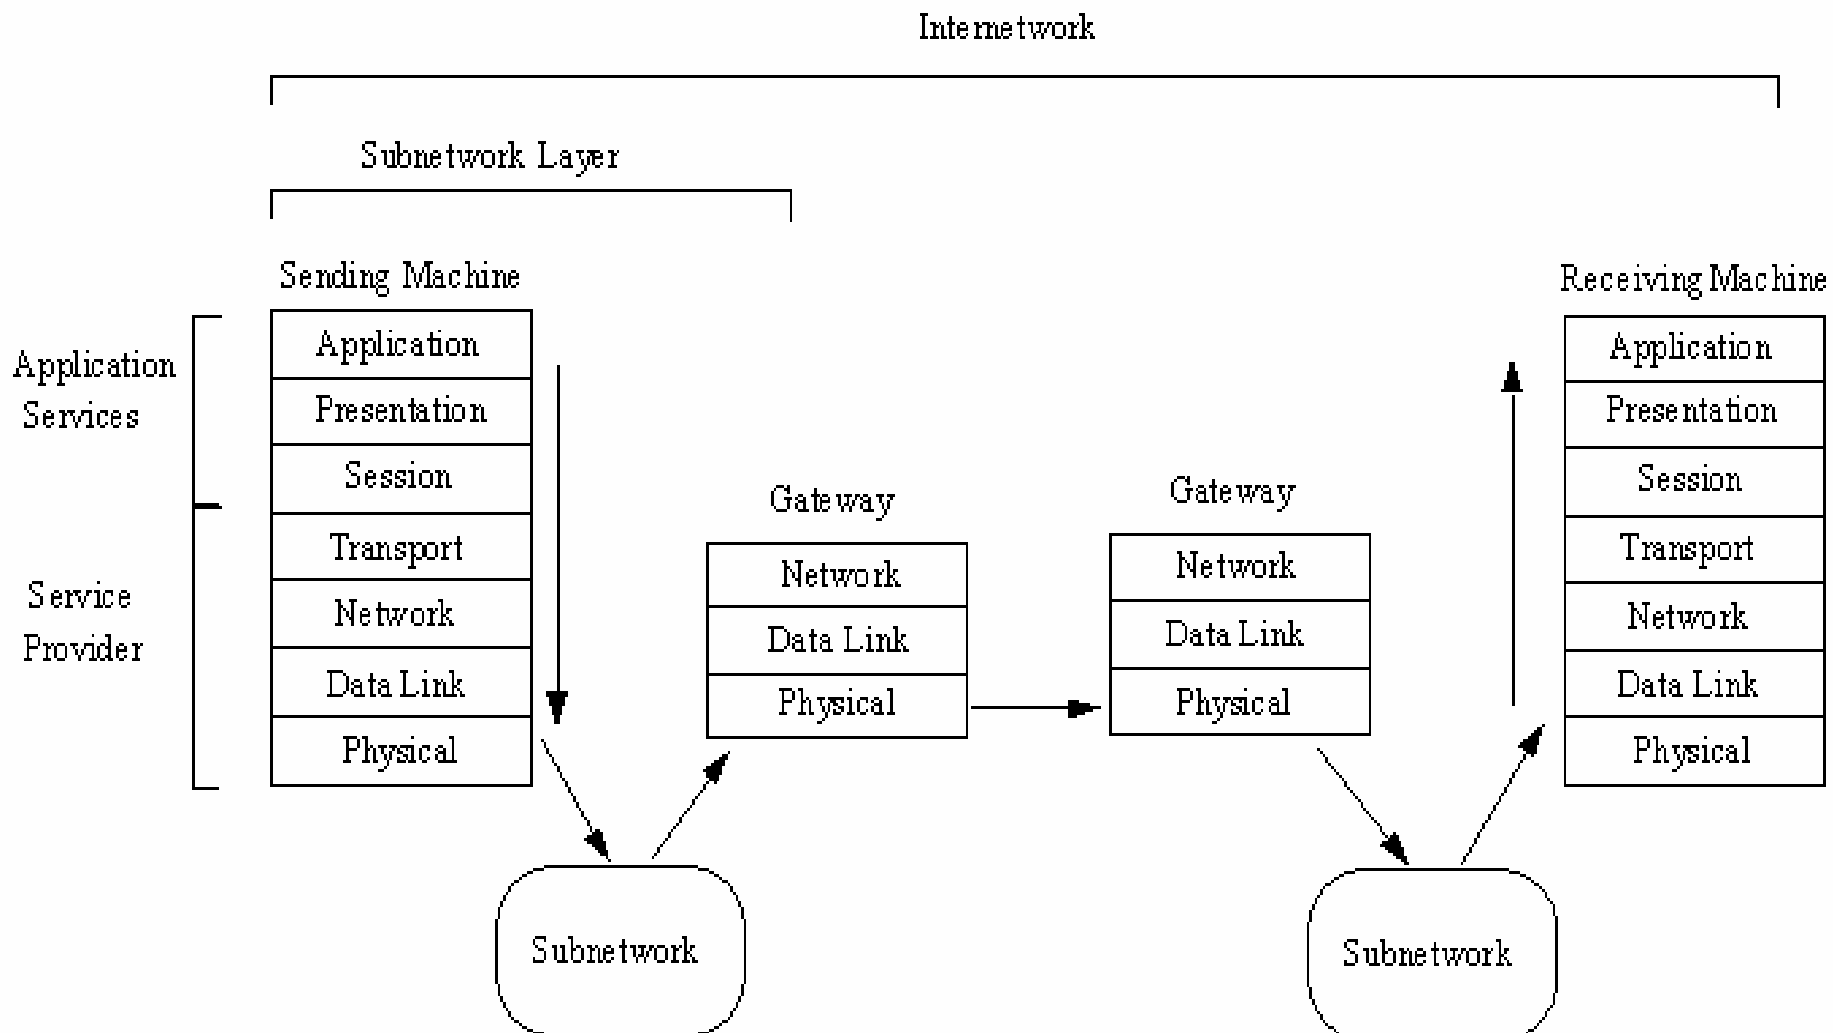 Internetwork
Subnetwork Layer
Sending Machine
Receiving Machine
Application
Services
Service
Provider
Application
Presentation
Session
Transport
Network
Data Link
Physical
Gateway
Network
Data Link
Physical
Gateway
Network
Data Link
Physical
Application
Presentation
Session
Transport
Network
Data Link
Physical
Subnetwork
Subnetwork